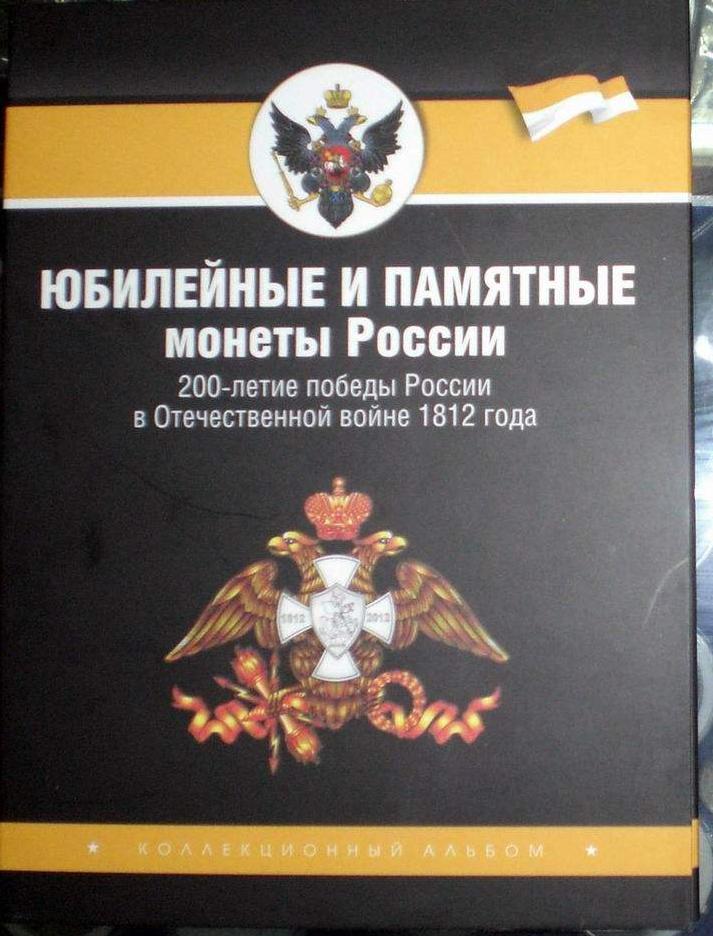 ЮБИЛЕЙНЫЕ И ПАМЯТНЫЕ
монеты России
200-летие победы России
в Отечественной войне 1812 года
1812 2012
КОЛЛЕКЦИОННЫЙ АЛЬБОМ